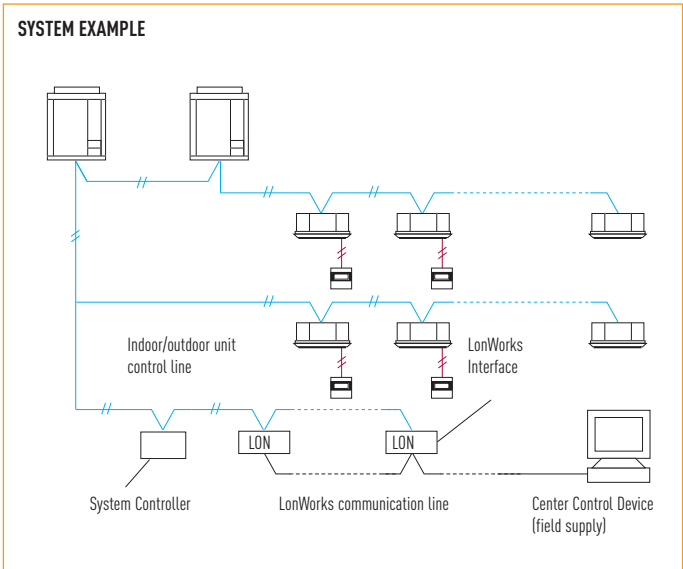 SYSTEM EXAMPLE
Indoor/outdoor unit
control line
LonWorks
Interface
LON
LON
System Controller
LonWorks communication line
Center Control Device
(field supply)